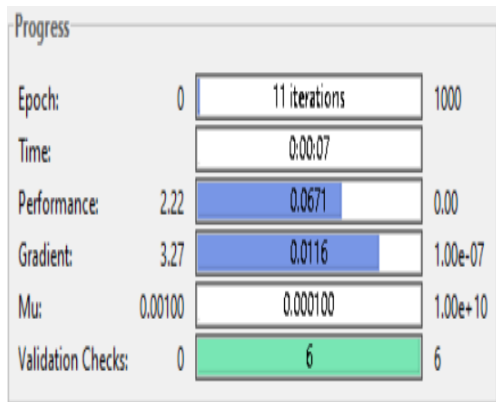 Progress
Epoch: 0 11 iterations 1000
Time: 0:00:07
Performance: 2.22 0.0671 0.00
Gradient: 3.27 0.0116 1.00e-07
Mu: 0.00100 0.000100 1.00e+10
Validation Checks: 0 6 6